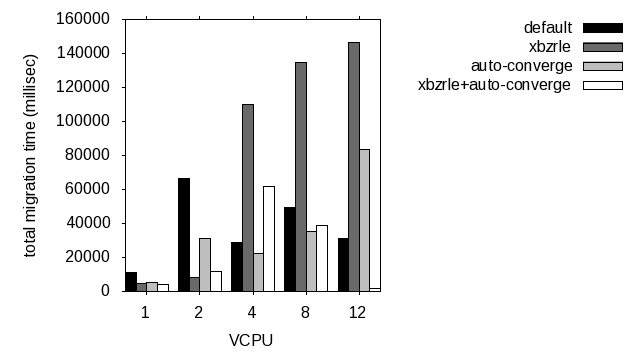 160000
140000
120000
100000
80000
60000
40000
20000
0
total migration time (millisec)
1 2 4 8 12
VCPU
default
xbzrle
auto-converge
xbzrle+auto-converge